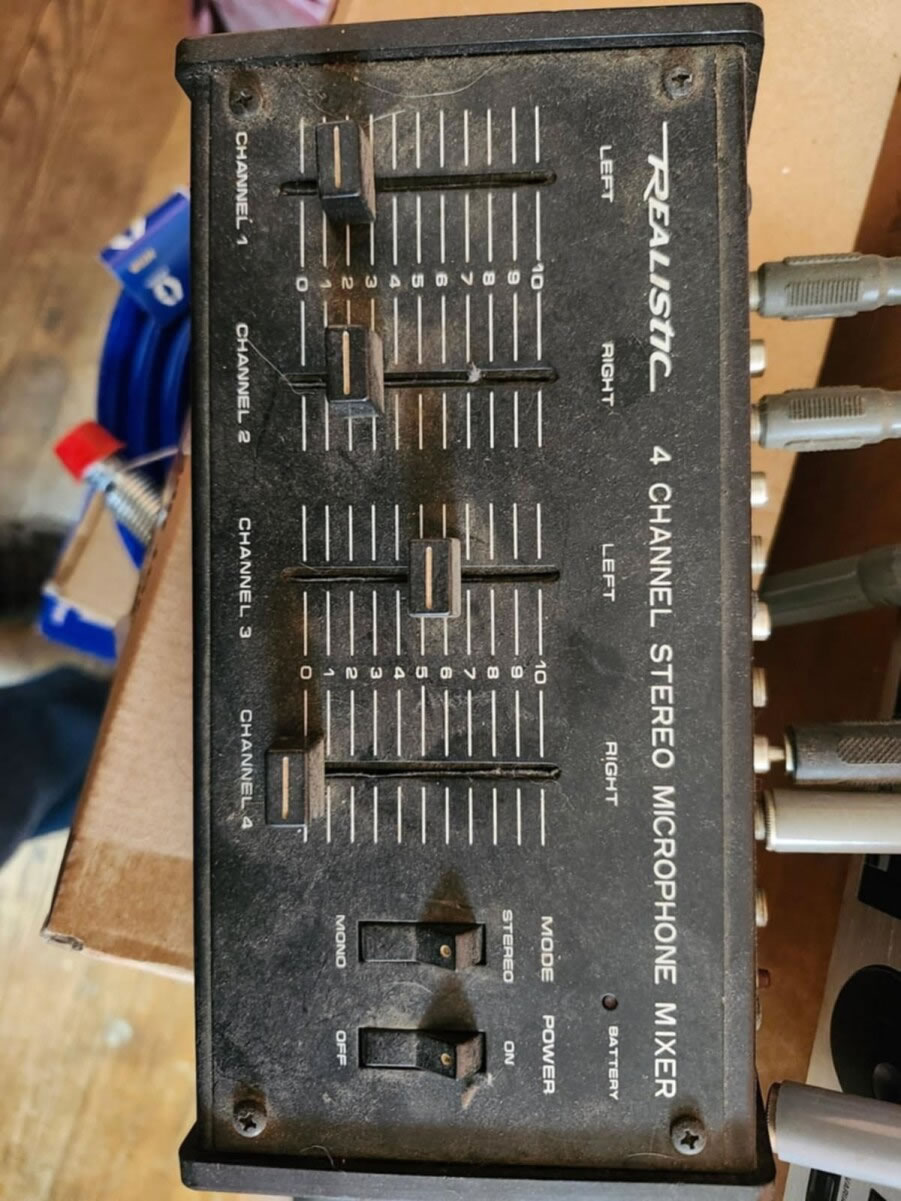 REALISTIC 4 CHANNEL STEREO MICROPHONE MIXER
LEFT RIGHT LEFT RIGHT BATTERY
MODE POWER
10 10
9 9 STEREO ON
8 8
7 7
6 6
5 5
4 4
3 3
2 2 MONO OFF
1 1
0 0
CHANNEL 1 CHANNEL 2 CHANNEL 3 CHANNEL 4